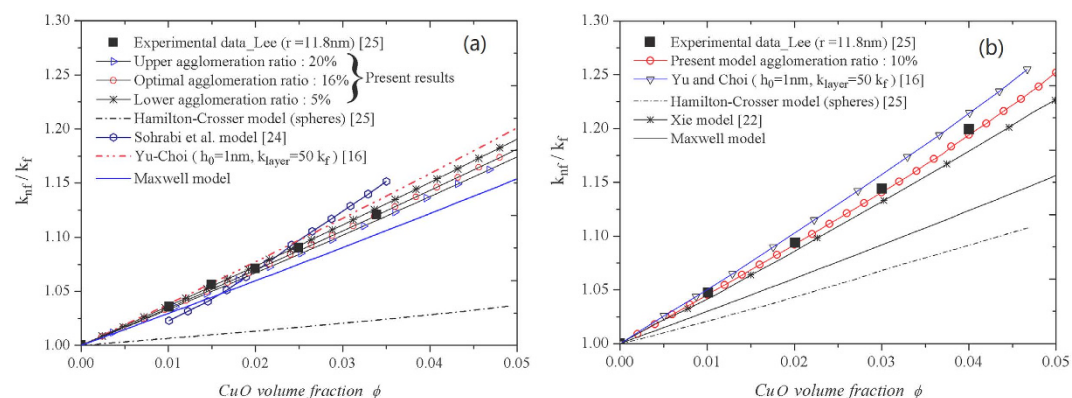 1.30
1.25
1.20
1.15
1.10
1.05
1.00
k_nf / k_f
(a)
Experimental data_Lee (r =11.8nm) [25]
Upper agglomeration ratio : 20%
Optimal agglomeration ratio : 16%
Lower agglomeration ratio : 5%
Present results
Hamilton-Crosser model (spheres) [25]
Sohrabi et al. model [24]
Yu-Choi ( h₀=1nm, k_layer=50 k_f ) [16]
Maxwell model
0.00 0.01 0.02 0.03 0.04 0.05
CuO volume fraction ϕ
1.30
1.25
1.20
1.15
1.10
1.05
1.00
k_nf / k_f
(b)
Experimental data_Lee (r =11.8nm) [25]
Present model agglomeration ratio : 10%
Yu and Choi ( h₀=1nm, k_layer=50 k_f ) [16]
Hamilton-Crosser model (spheres) [25]
Xie model [22]
Maxwell model
0.00 0.01 0.02 0.03 0.04 0.05
CuO volume fraction ϕ